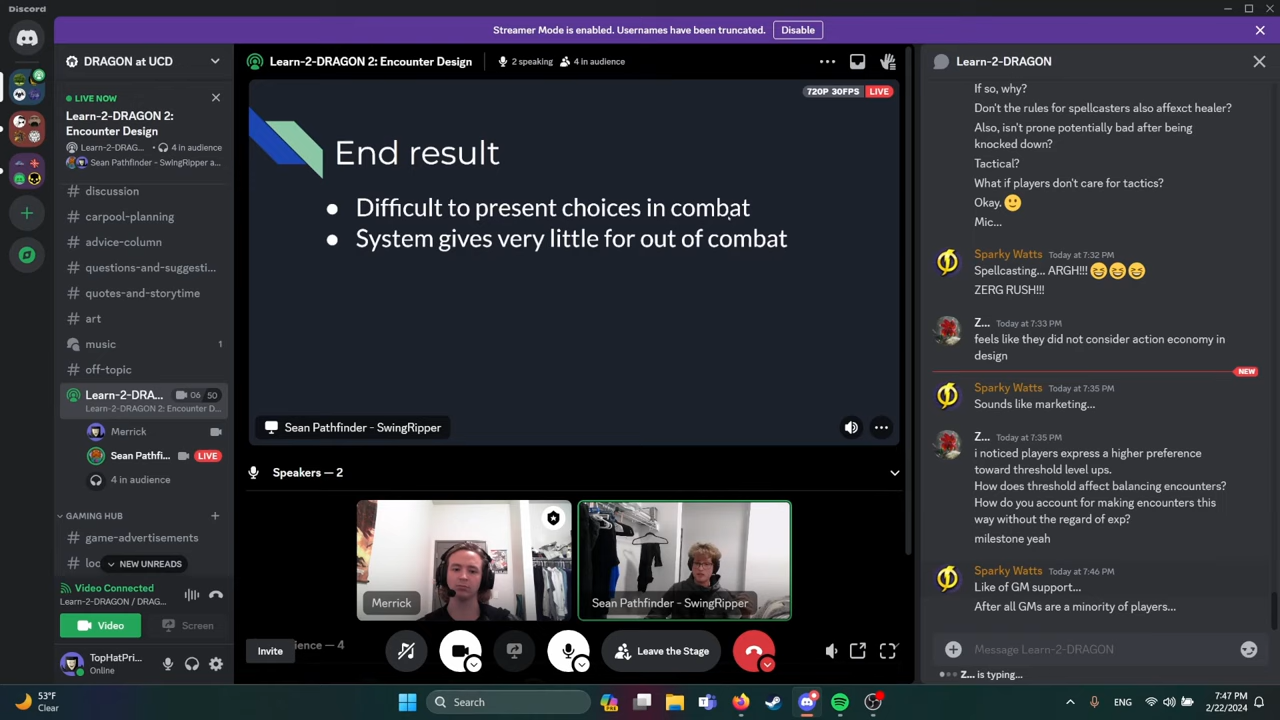 Discord
Streamer Mode is enabled. Usernames have been truncated.
Disable
DRAGON at UCD
LIVE NOW
Learn-2-DRAGON 2:
Encounter Design
Learn-2-DRAG...
4 in audience
Sean Pathfinder - SwingRipper a...
discussion
carpool-planning
advice-column
questions-and-suggesti...
quotes-and-storytime
art
music
1
off-topic
Learn-2-DRA...
06 50
Learn-2-DRAGON 2: Encounter D...
Merrick
Sean Pathfi...
LIVE
4 in audience
GAMING HUB
game-advertisements
loo
NEW UNREADS
Video Connected
Learn-2-DRAGON / DRAG...
Video
Screen
TopHatPri...
Online
Learn-2-DRAGON 2: Encounter Design
2 speaking
4 in audience
720P 30FPS
LIVE
End result
Difficult to present choices in combat
System gives very little for out of combat
Sean Pathfinder - SwingRipper
Speakers — 2
Merrick
Sean Pathfinder - SwingRipper
Invite
ience — 4
Leave the Stage
Learn-2-DRAGON
If so, why?
Don't the rules for spellcasters also affexct healer?
Also, isn't prone potentially bad after being
knocked down?
Tactical?
What if players don't care for tactics?
Okay. 🙂
Mic...
Sparky Watts Today at 7:32 PM
Spellcasting... ARGH!!! 😆😆😆
ZERG RUSH!!!
Z... Today at 7:33 PM
feels like they did not consider action economy in
design
NEW
Sparky Watts Today at 7:35 PM
Sounds like marketing...
Z... Today at 7:35 PM
i noticed players express a higher preference
toward threshold level ups.
How does threshold affect balancing encounters?
How do you account for making encounters this
way without the regard of exp?
milestone yeah
Sparky Watts Today at 7:46 PM
Like of GM support...
After all GMs are a minority of players...
Message Learn-2-DRAGON
Z... is typing...
53°F
Clear
Search
PRE
ENG
7:47 PM
2/22/2024